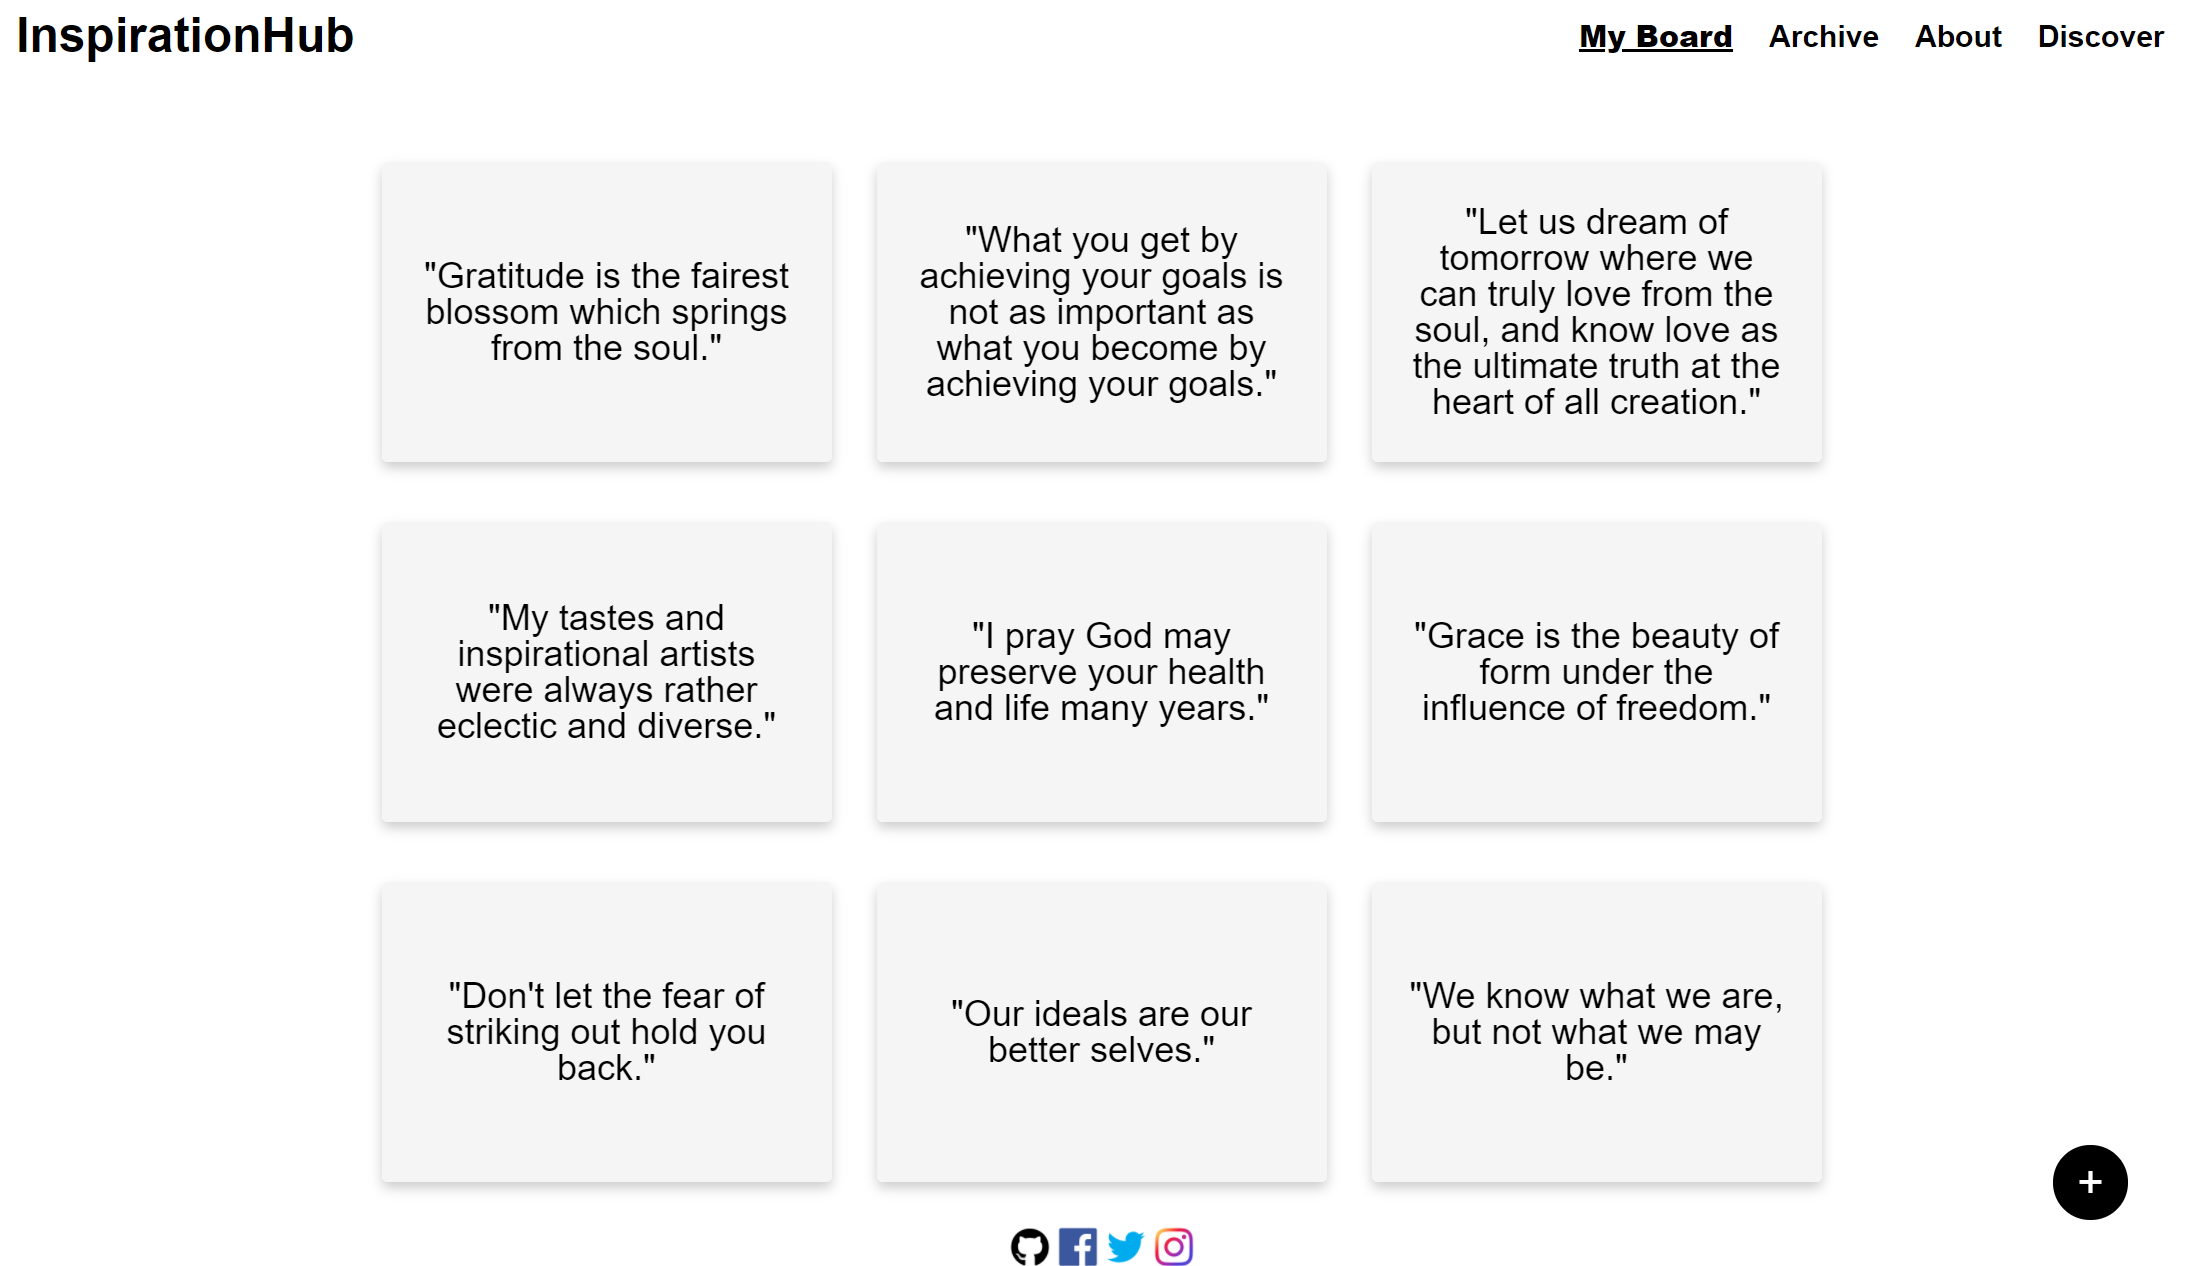 InspirationHub
My Board
Archive
About
Discover
"Gratitude is the fairest
blossom which springs
from the soul."
"What you get by
achieving your goals is
not as important as
what you become by
achieving your goals."
"Let us dream of
tomorrow where we
can truly love from the
soul, and know love as
the ultimate truth at the
heart of all creation."
"My tastes and
inspirational artists
were always rather
eclectic and diverse."
"I pray God may
preserve your health
and life many years."
"Grace is the beauty of
form under the
influence of freedom."
"Don't let the fear of
striking out hold you
back."
"Our ideals are our
better selves."
"We know what we are,
but not what we may
be."
+